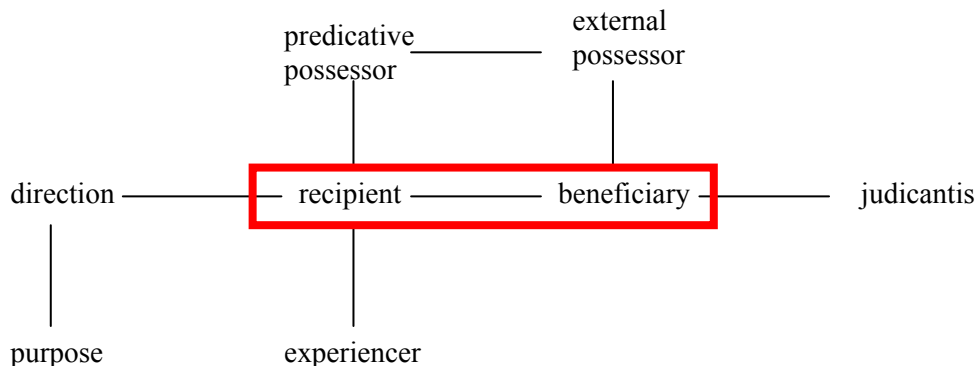 predicative
possessor
external
possessor
direction
recipient
beneficiary
judicantis
purpose
experiencer